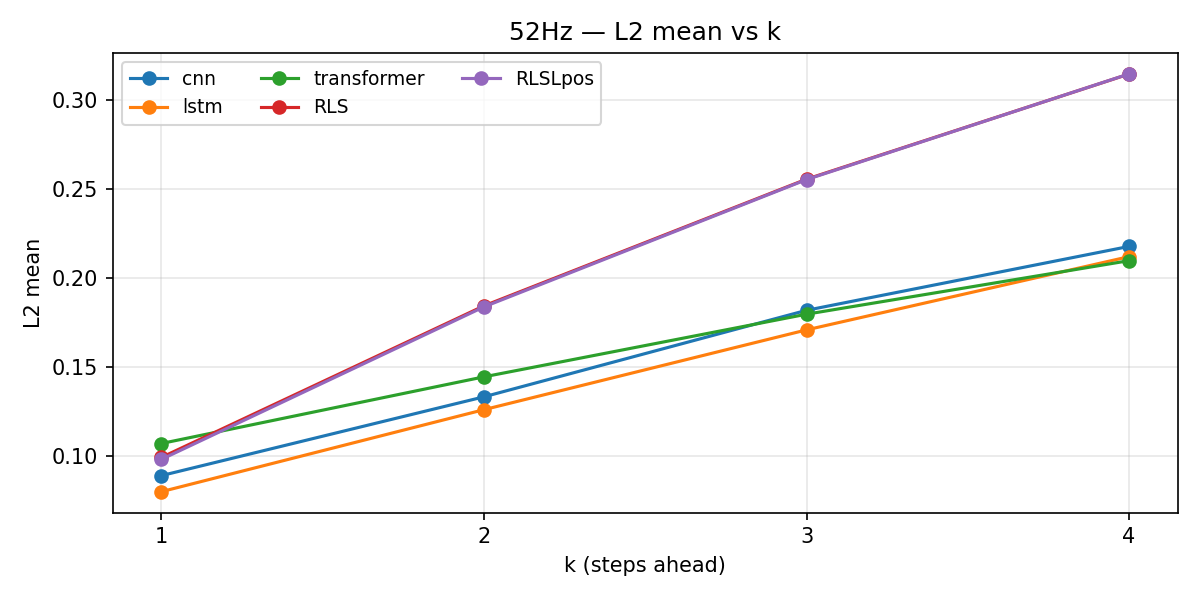 52Hz — L2 mean vs k
cnn
lstm
transformer
RLS
RLSLpos
L2 mean
0.30
0.25
0.20
0.15
0.10
1 2 3 4
k (steps ahead)